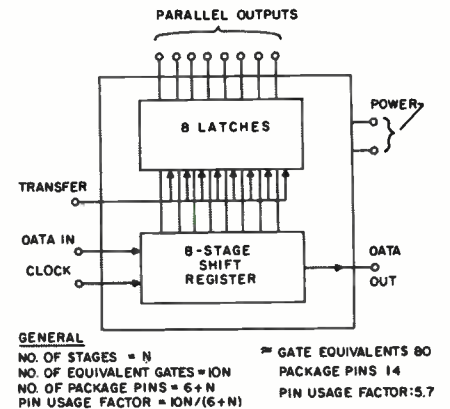 PARALLEL OUTPUTS
8 LATCHES
POWER
TRANSFER
DATA IN
CLOCK
8-STAGE
SHIFT
REGISTER
DATA
OUT
GENERAL
NO. OF STAGES = N
NO. OF EQUIVALENT GATES = 10N
NO. OF PACKAGE PINS = 6+N
PIN USAGE FACTOR = 10N/(6+N)
≈ GATE EQUIVALENTS 80
PACKAGE PINS 14
PIN USAGE FACTOR:5.7